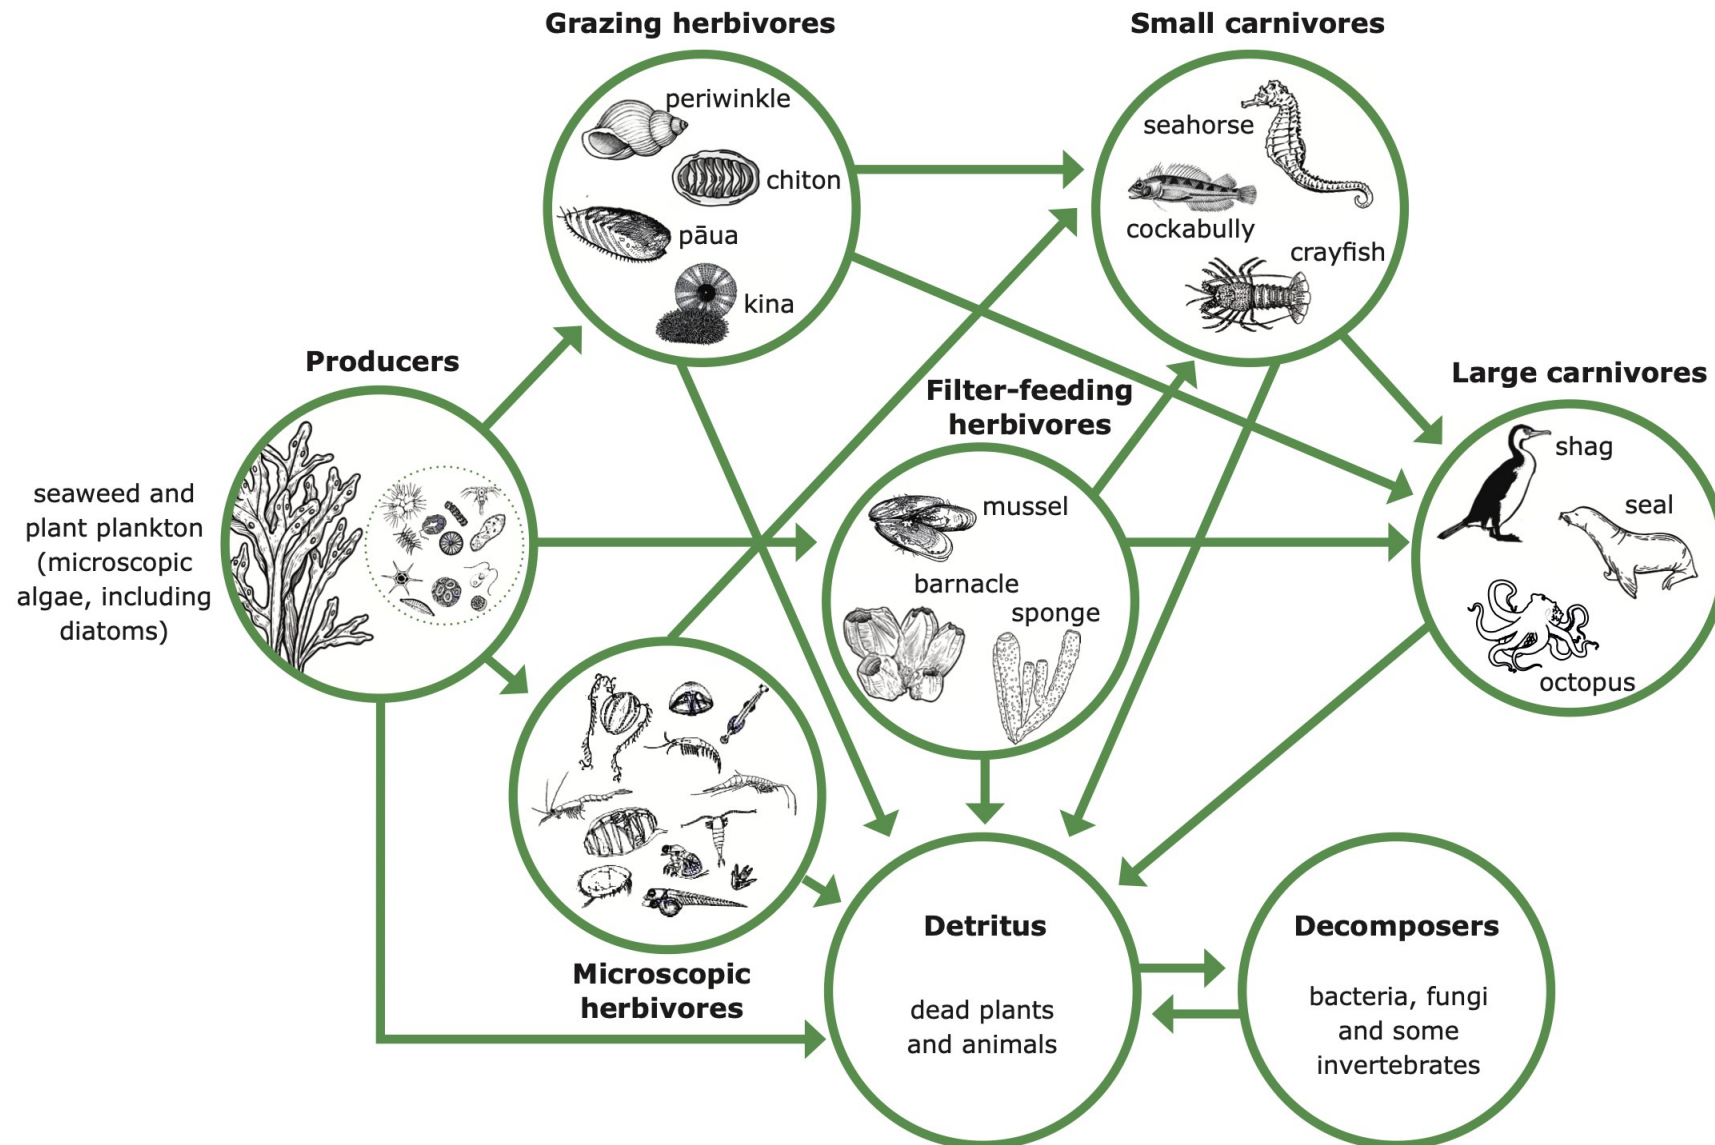 Grazing herbivores
periwinkle
chiton
pāua
kina
Small carnivores
seahorse
cockabully
crayfish
Producers
seaweed and
plant plankton
(microscopic
algae, including
diatoms)
Filter-feeding
herbivores
mussel
barnacle
sponge
Large carnivores
shag
seal
octopus
Microscopic
herbivores
Detritus
dead plants
and animals
Decomposers
bacteria, fungi
and some
invertebrates